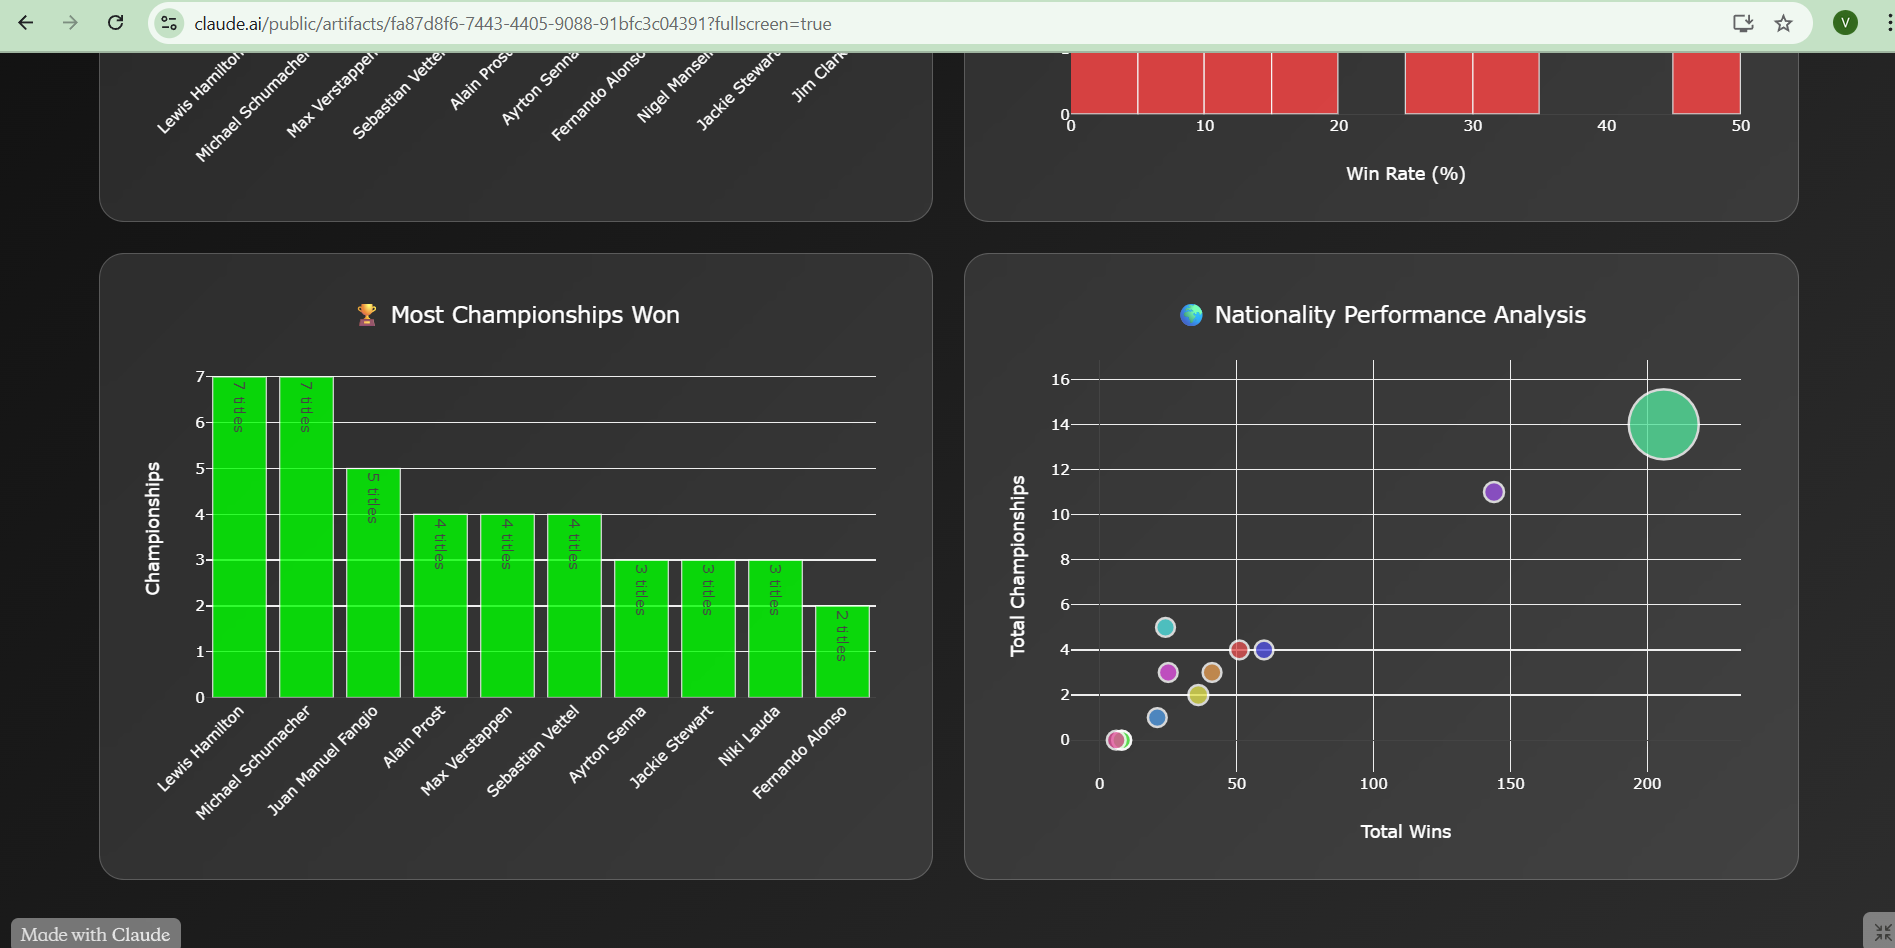 claude.ai/public/artifacts/fa87d8f6-7443-4405-9088-91bfc3c04391?fullscreen=true
V
Lewis Hamilton
Michael Schumacher
Max Verstappen
Sebastian Vettel
Alain Prost
Ayrton Senna
Fernando Alonso
Nigel Mansell
Jackie Stewart
Jim Clark
0
0
10
20
30
40
50
Win Rate (%)
🏆 Most Championships Won
Championships
7
6
5
4
3
2
1
0
7 titles
7 titles
5 titles
4 titles
4 titles
4 titles
3 titles
3 titles
3 titles
2 titles
Lewis Hamilton
Michael Schumacher
Juan Manuel Fangio
Alain Prost
Max Verstappen
Sebastian Vettel
Ayrton Senna
Jackie Stewart
Niki Lauda
Fernando Alonso
🌍 Nationality Performance Analysis
Total Championships
16
14
12
10
8
6
4
2
0
0
50
100
150
200
Total Wins
Made with Claude